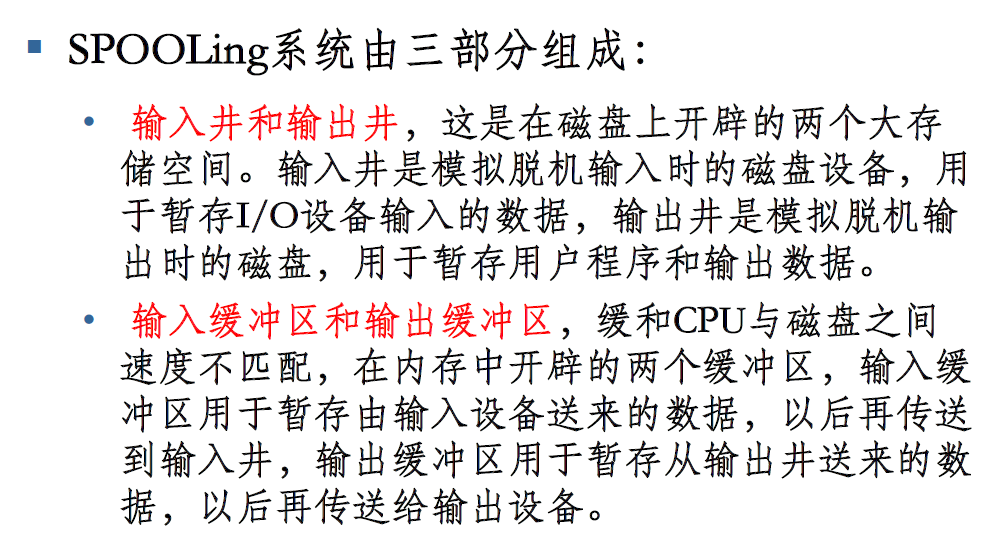 SPOOLing系统由三部分组成：
输入井和输出井，这是在磁盘上开辟的两个大存
储空间。输入井是模拟脱机输入时的磁盘设备，用
于暂存I/O设备输入的数据，输出井是模拟脱机输
出时的磁盘，用于暂存用户程序和输出数据。
输入缓冲区和输出缓冲区，缓和CPU与磁盘之间
速度不匹配，在内存中开辟的两个缓冲区，输入缓
冲区用于暂存由输入设备送来的数据，以后再传送
到输入井，输出缓冲区用于暂存从输出井送来的数
据，以后再传送给输出设备。